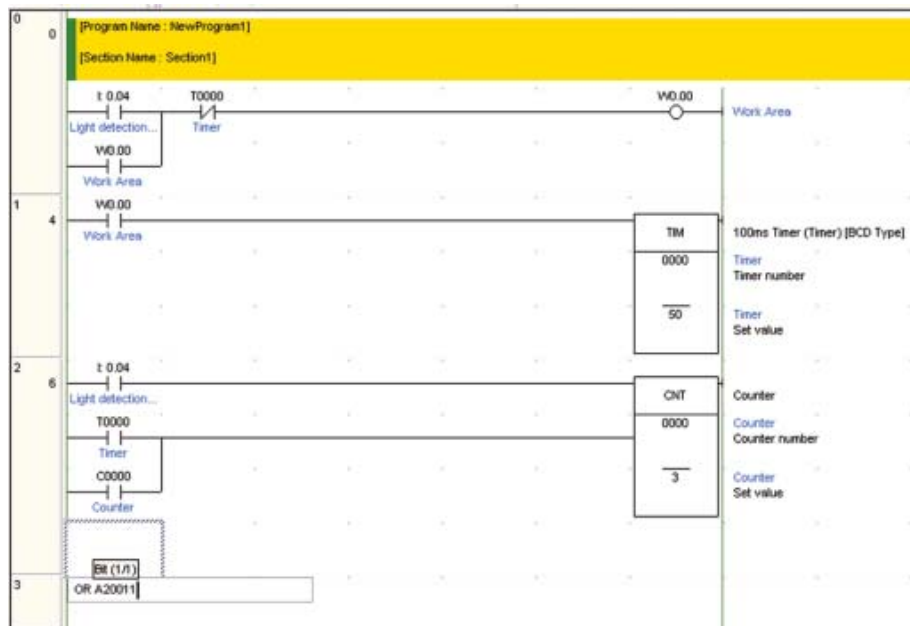 0
0
[Program Name : NewProgram1]
[Section Name : Section1]
I: 0.04
T0000
W0.00
Light detection...
Timer
Work Area
W0.00
Work Area
1
4
W0.00
Work Area
TIM
100ms Timer (Timer) [BCD Type]
0000
Timer
Timer number
50
Timer
Set value
2
6
I: 0.04
Light detection...
CNT
Counter
T0000
Timer
0000
Counter
Counter number
C0000
Counter
3
Counter
Set value
Bit (1/1)
3
OR A20011